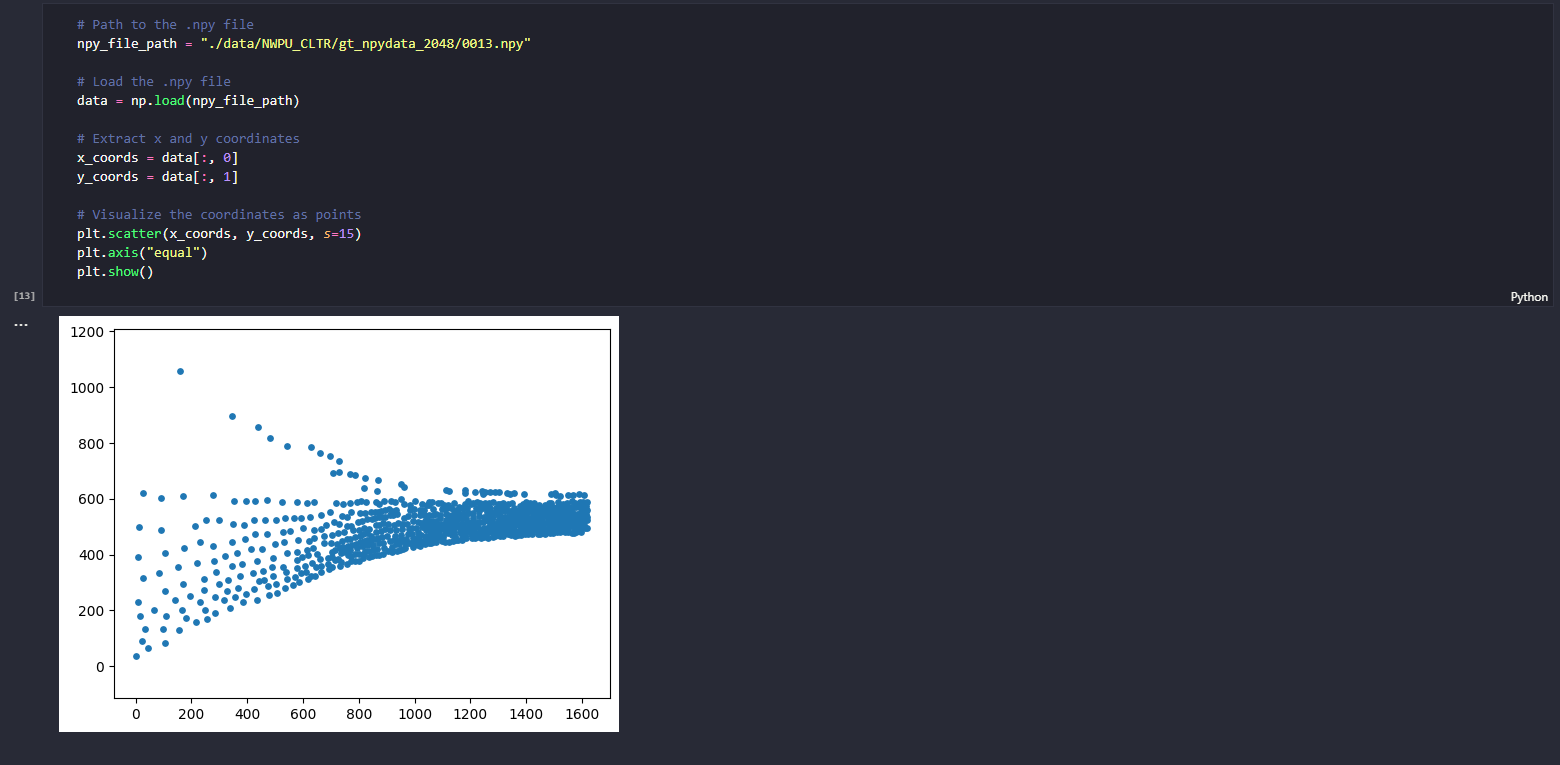 # Path to the .npy file
npy_file_path = "./data/NWPU_CLTR/gt_npydata_2048/0013.npy"
# Load the .npy file
data = np.load(npy_file_path)
# Extract x and y coordinates
x_coords = data[:, 0]
y_coords = data[:, 1]
# Visualize the coordinates as points
plt.scatter(x_coords, y_coords, s=15)
plt.axis("equal")
plt.show()
[13]
Python
...
1200
1000
800
600
400
200
0
0 200 400 600 800 1000 1200 1400 1600